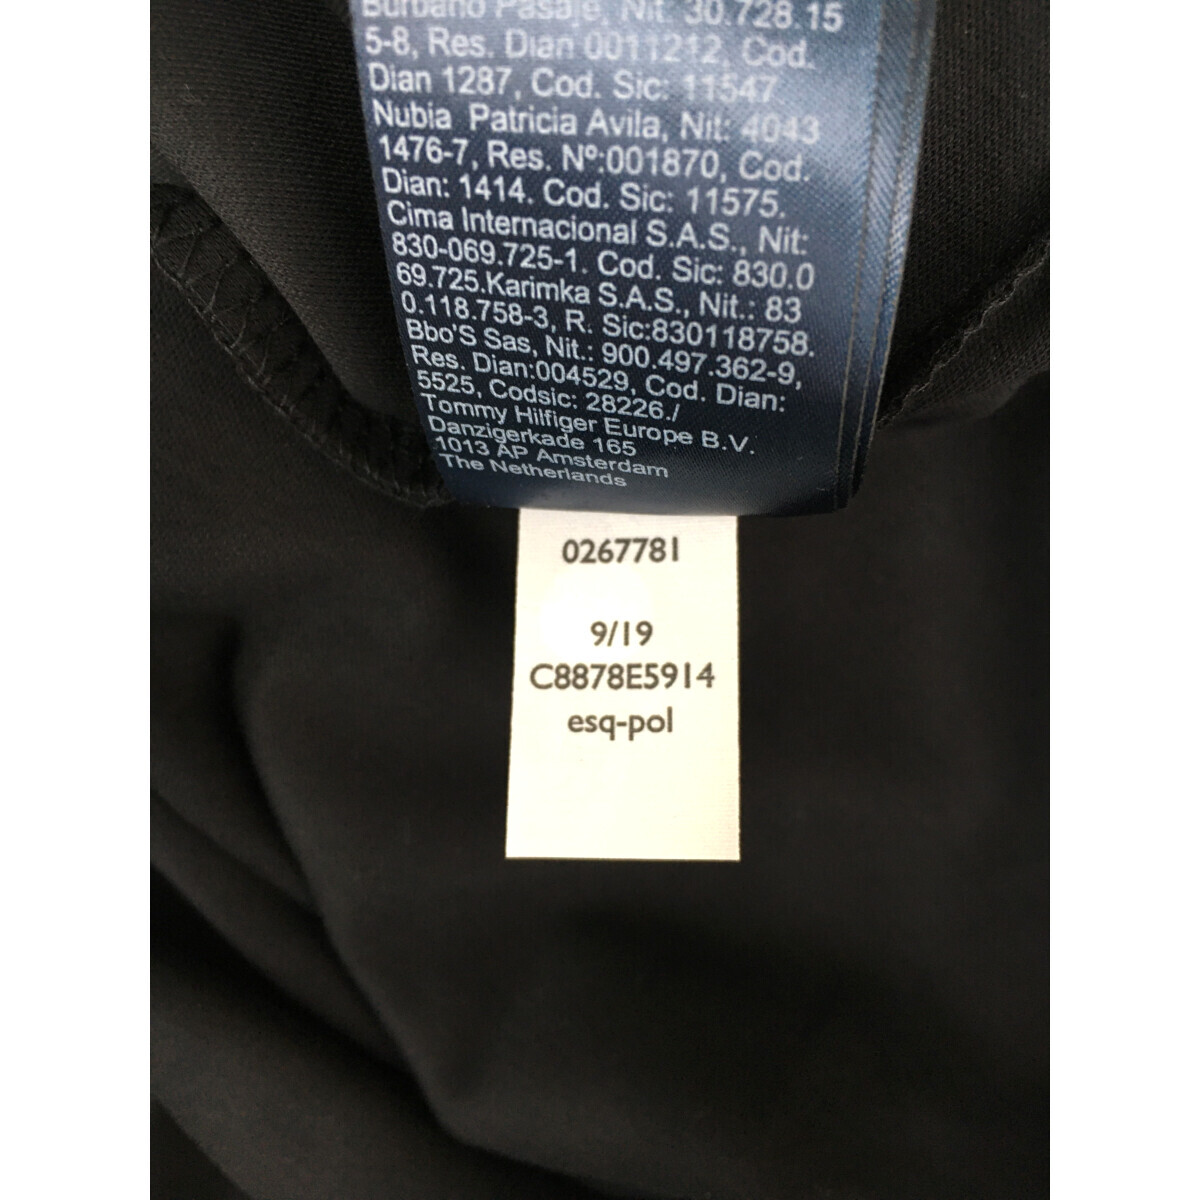 Burbano Pasaje, Nit. 30.728.15
5-8, Res. Dian 0011212, Cod.
Dian 1287, Cod. Sic: 11547
Nubia Patricia Avila, Nit: 4043
1476-7, Res. Nº:001870, Cod.
Dian: 1414. Cod. Sic: 11575.
Cima Internacional S.A.S., Nit:
830-069.725-1. Cod. Sic: 830.0
69.725.Karimka S.A.S., Nit.: 83
0.118.758-3, R. Sic:830118758.
Bbo'S Sas, Nit.: 900.497.362-9,
Res. Dian:004529, Cod. Dian:
5525, Codsic: 28226./
Tommy Hilfiger Europe B.V.
Danzigerkade 165
1013 AP Amsterdam
The Netherlands
0267781
9/19
C8878E5914
esq-pol